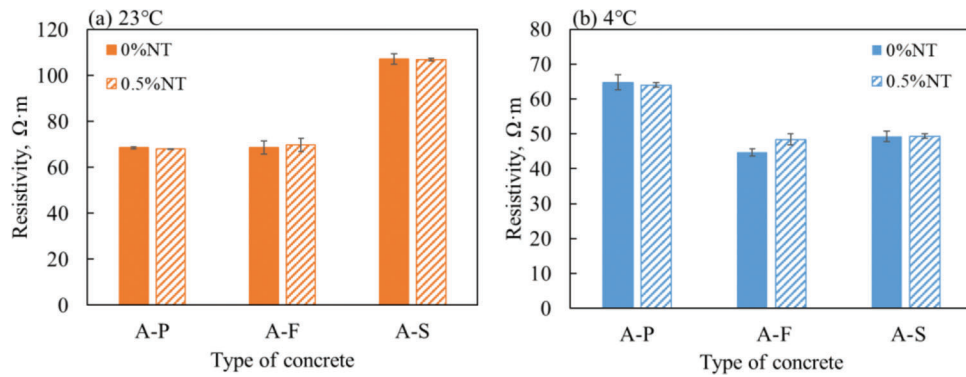 (a) 23°C
120
100
80
60
40
20
0
Resistivity, Ω·m
0%NT
0.5%NT
A-P
A-F
A-S
Type of concrete
(b) 4°C
80
70
60
50
40
30
20
10
0
Resistivity, Ω·m
0%NT
0.5%NT
A-P
A-F
A-S
Type of concrete